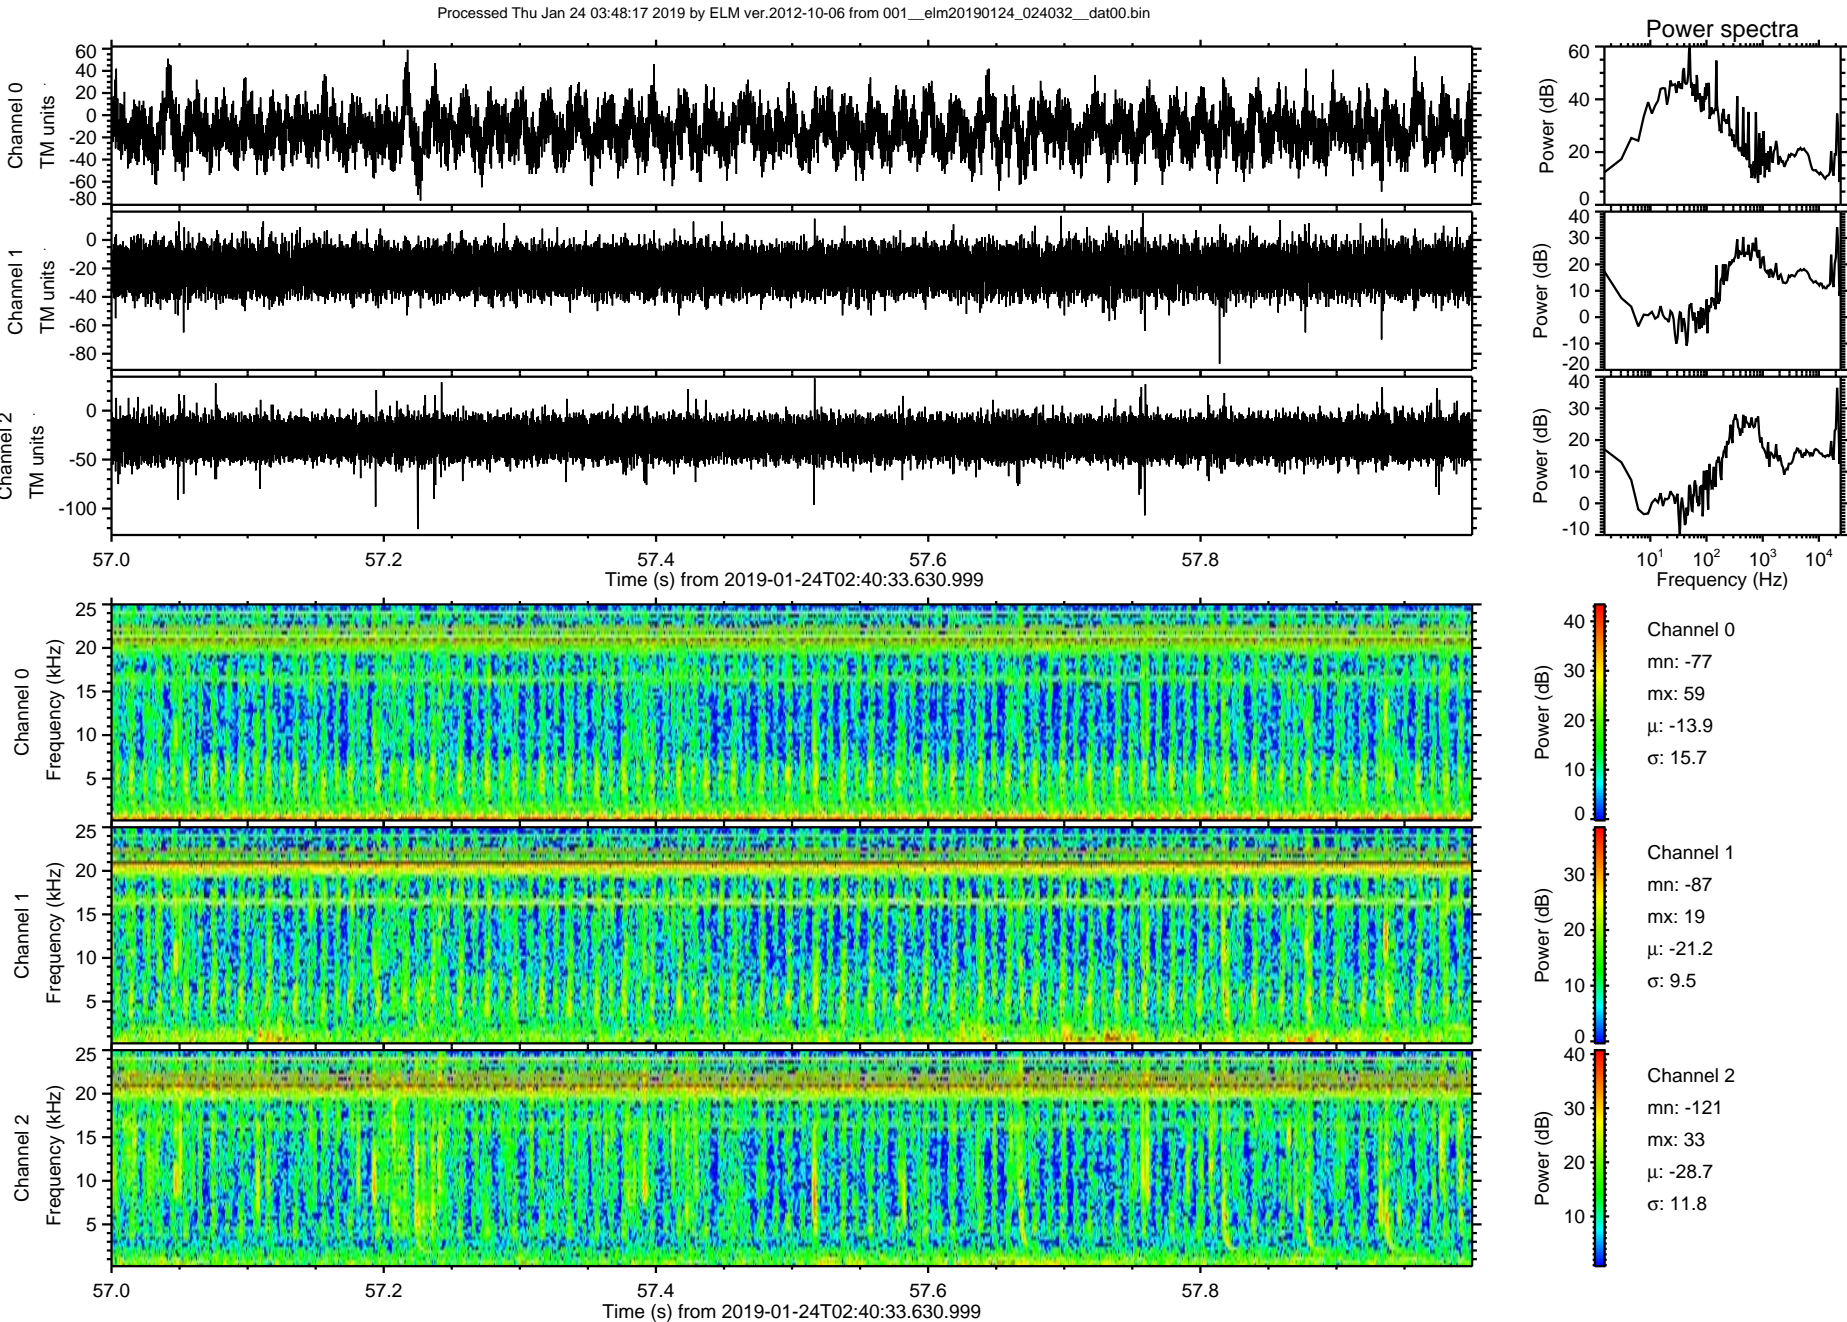 Processed Thu Jan 24 03:48:17 2019 by ELM ver.2012-10-06 from 001__elm20190124_024032__dat00.bin
Power spectra
Channel 0
TM units
60
40
20
0
-20
-40
-60
-80
Power (dB)
60
40
20
0
Channel 1
TM units
0
-20
-40
-60
-80
Power (dB)
40
30
20
10
0
-10
-20
Channel 2
TM units
0
-50
-100
Power (dB)
40
30
20
10
0
-10
57.0 57.2 57.4 57.6 57.8
Time (s) from 2019-01-24T02:40:33.630.999
10^1 10^2 10^3 10^4
Frequency (Hz)
Channel 0
Frequency (kHz)
25
20
15
10
5
Power (dB)
40
30
20
10
0
Channel 0
mn: -77
mx: 59
μ: -13.9
σ: 15.7
Channel 1
Frequency (kHz)
25
20
15
10
5
Power (dB)
30
20
10
0
Channel 1
mn: -87
mx: 19
μ: -21.2
σ: 9.5
Channel 2
Frequency (kHz)
25
20
15
10
5
Power (dB)
40
30
20
10
Channel 2
mn: -121
mx: 33
μ: -28.7
σ: 11.8
57.0 57.2 57.4 57.6 57.8
Time (s) from 2019-01-24T02:40:33.630.999